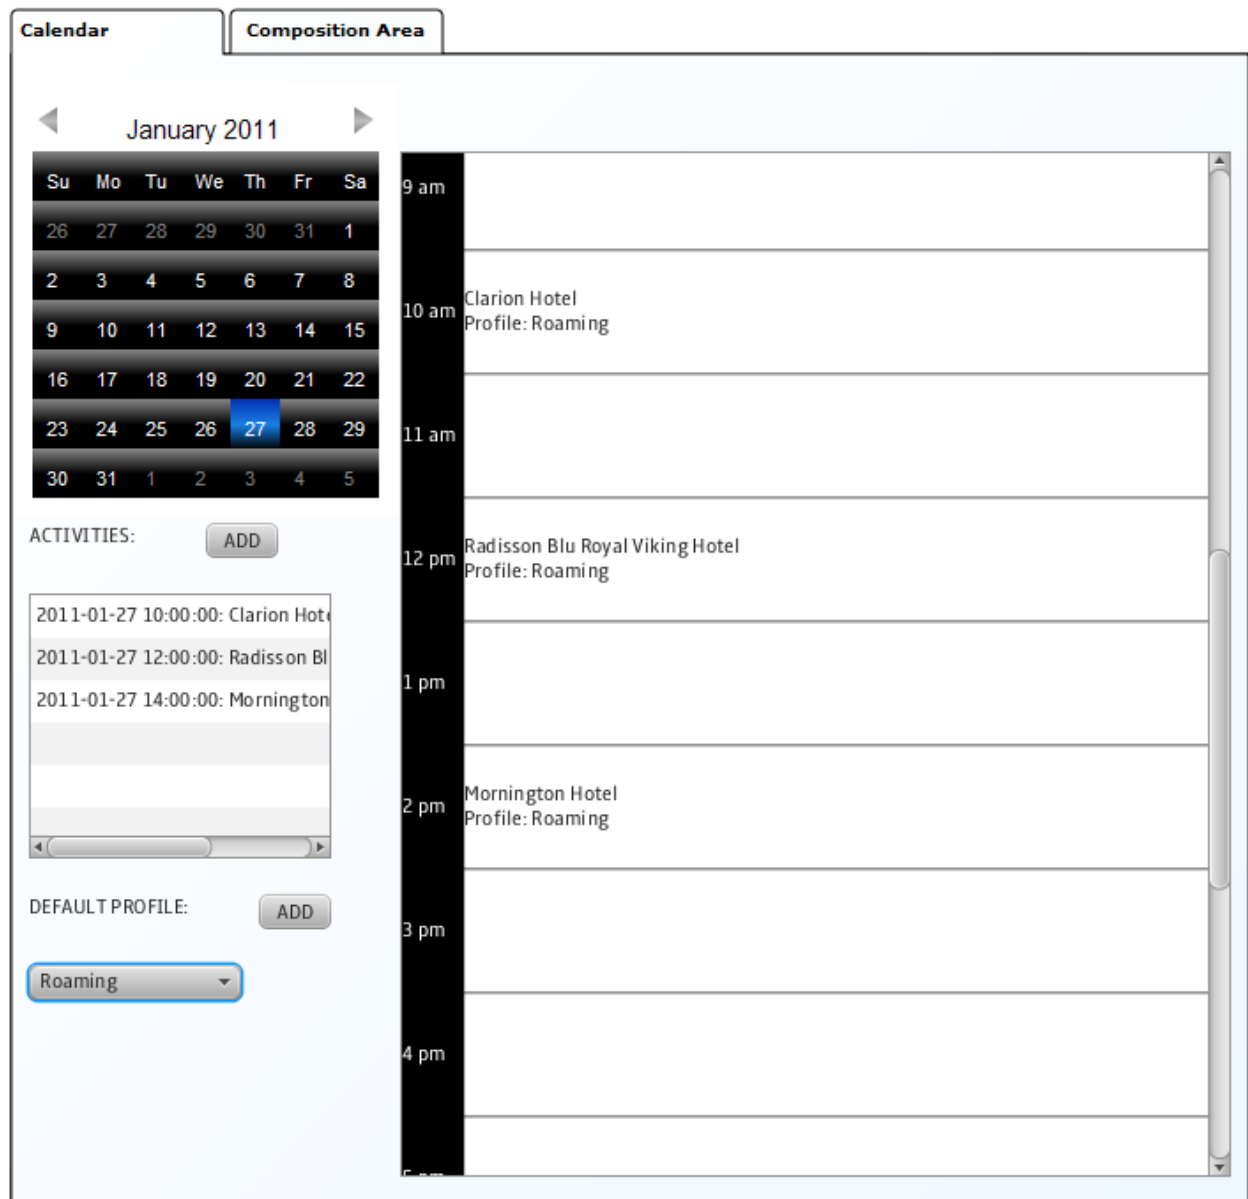 Calendar
Composition Area
January 2011
Su Mo Tu We Th Fr Sa
26 27 28 29 30 31 1
2 3 4 5 6 7 8
9 10 11 12 13 14 15
16 17 18 19 20 21 22
23 24 25 26 27 28 29
30 31 1 2 3 4 5
ACTIVITIES:
ADD
2011-01-27 10:00:00: Clarion Hot
2011-01-27 12:00:00: Radisson Bl
2011-01-27 14:00:00: Mornington
DEFAULT PROFILE:
ADD
Roaming
9 am
10 am
Clarion Hotel
Profile: Roaming
11 am
12 pm
Radisson Blu Royal Viking Hotel
Profile: Roaming
1 pm
2 pm
Mornington Hotel
Profile: Roaming
3 pm
4 pm